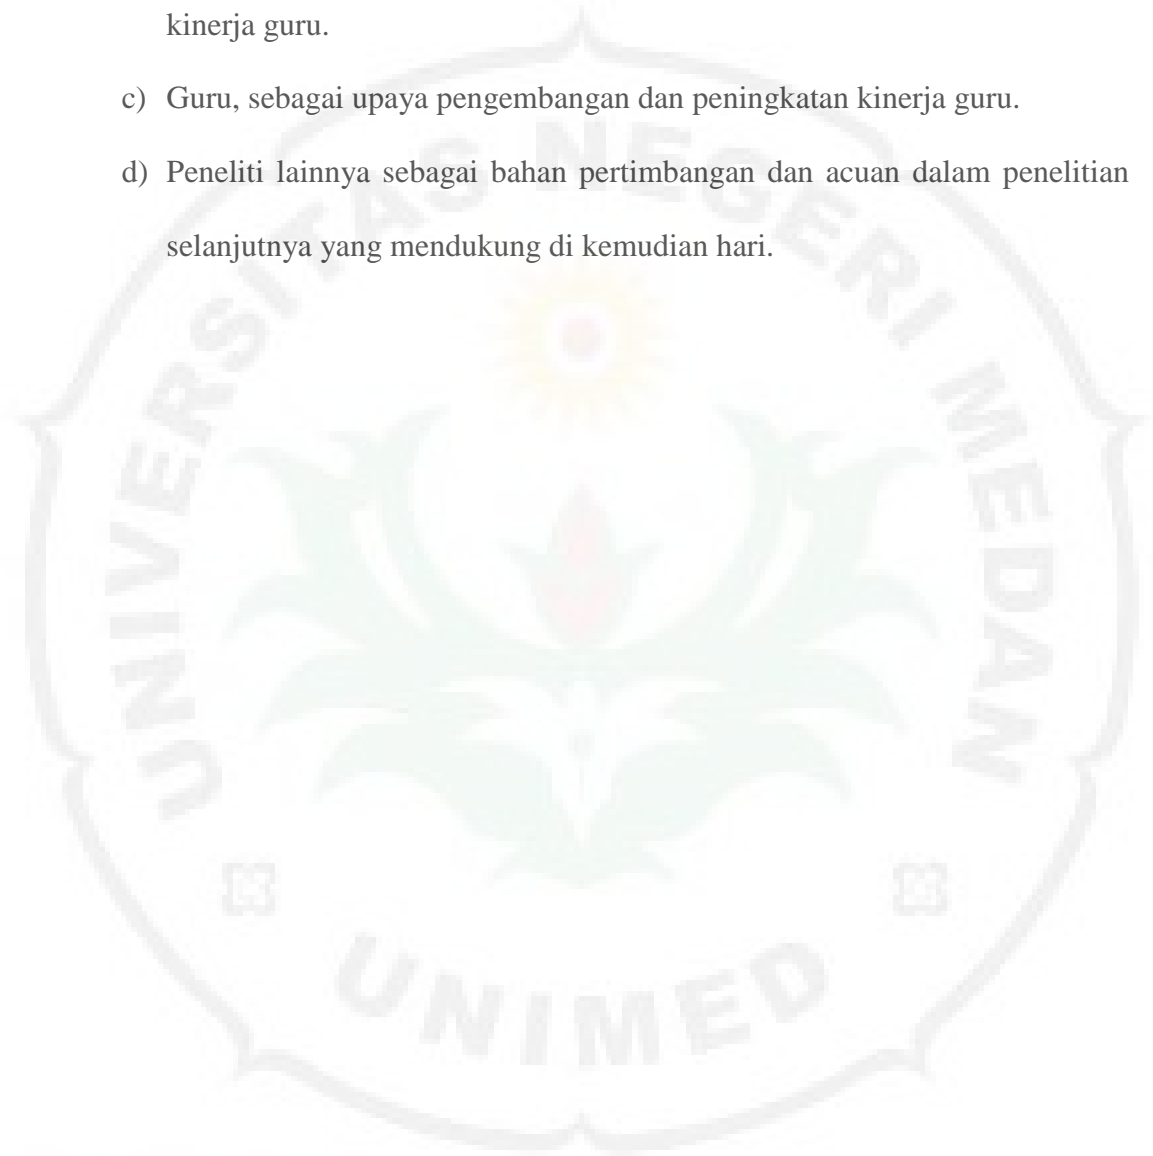 kinerja guru.
c) Guru, sebagai upaya pengembangan dan peningkatan kinerja guru.
d) Peneliti lainnya sebagai bahan pertimbangan dan acuan dalam penelitian
selanjutnya yang mendukung di kemudian hari.
UNIVERSITAS NEGERI MEDAN
UNIMED